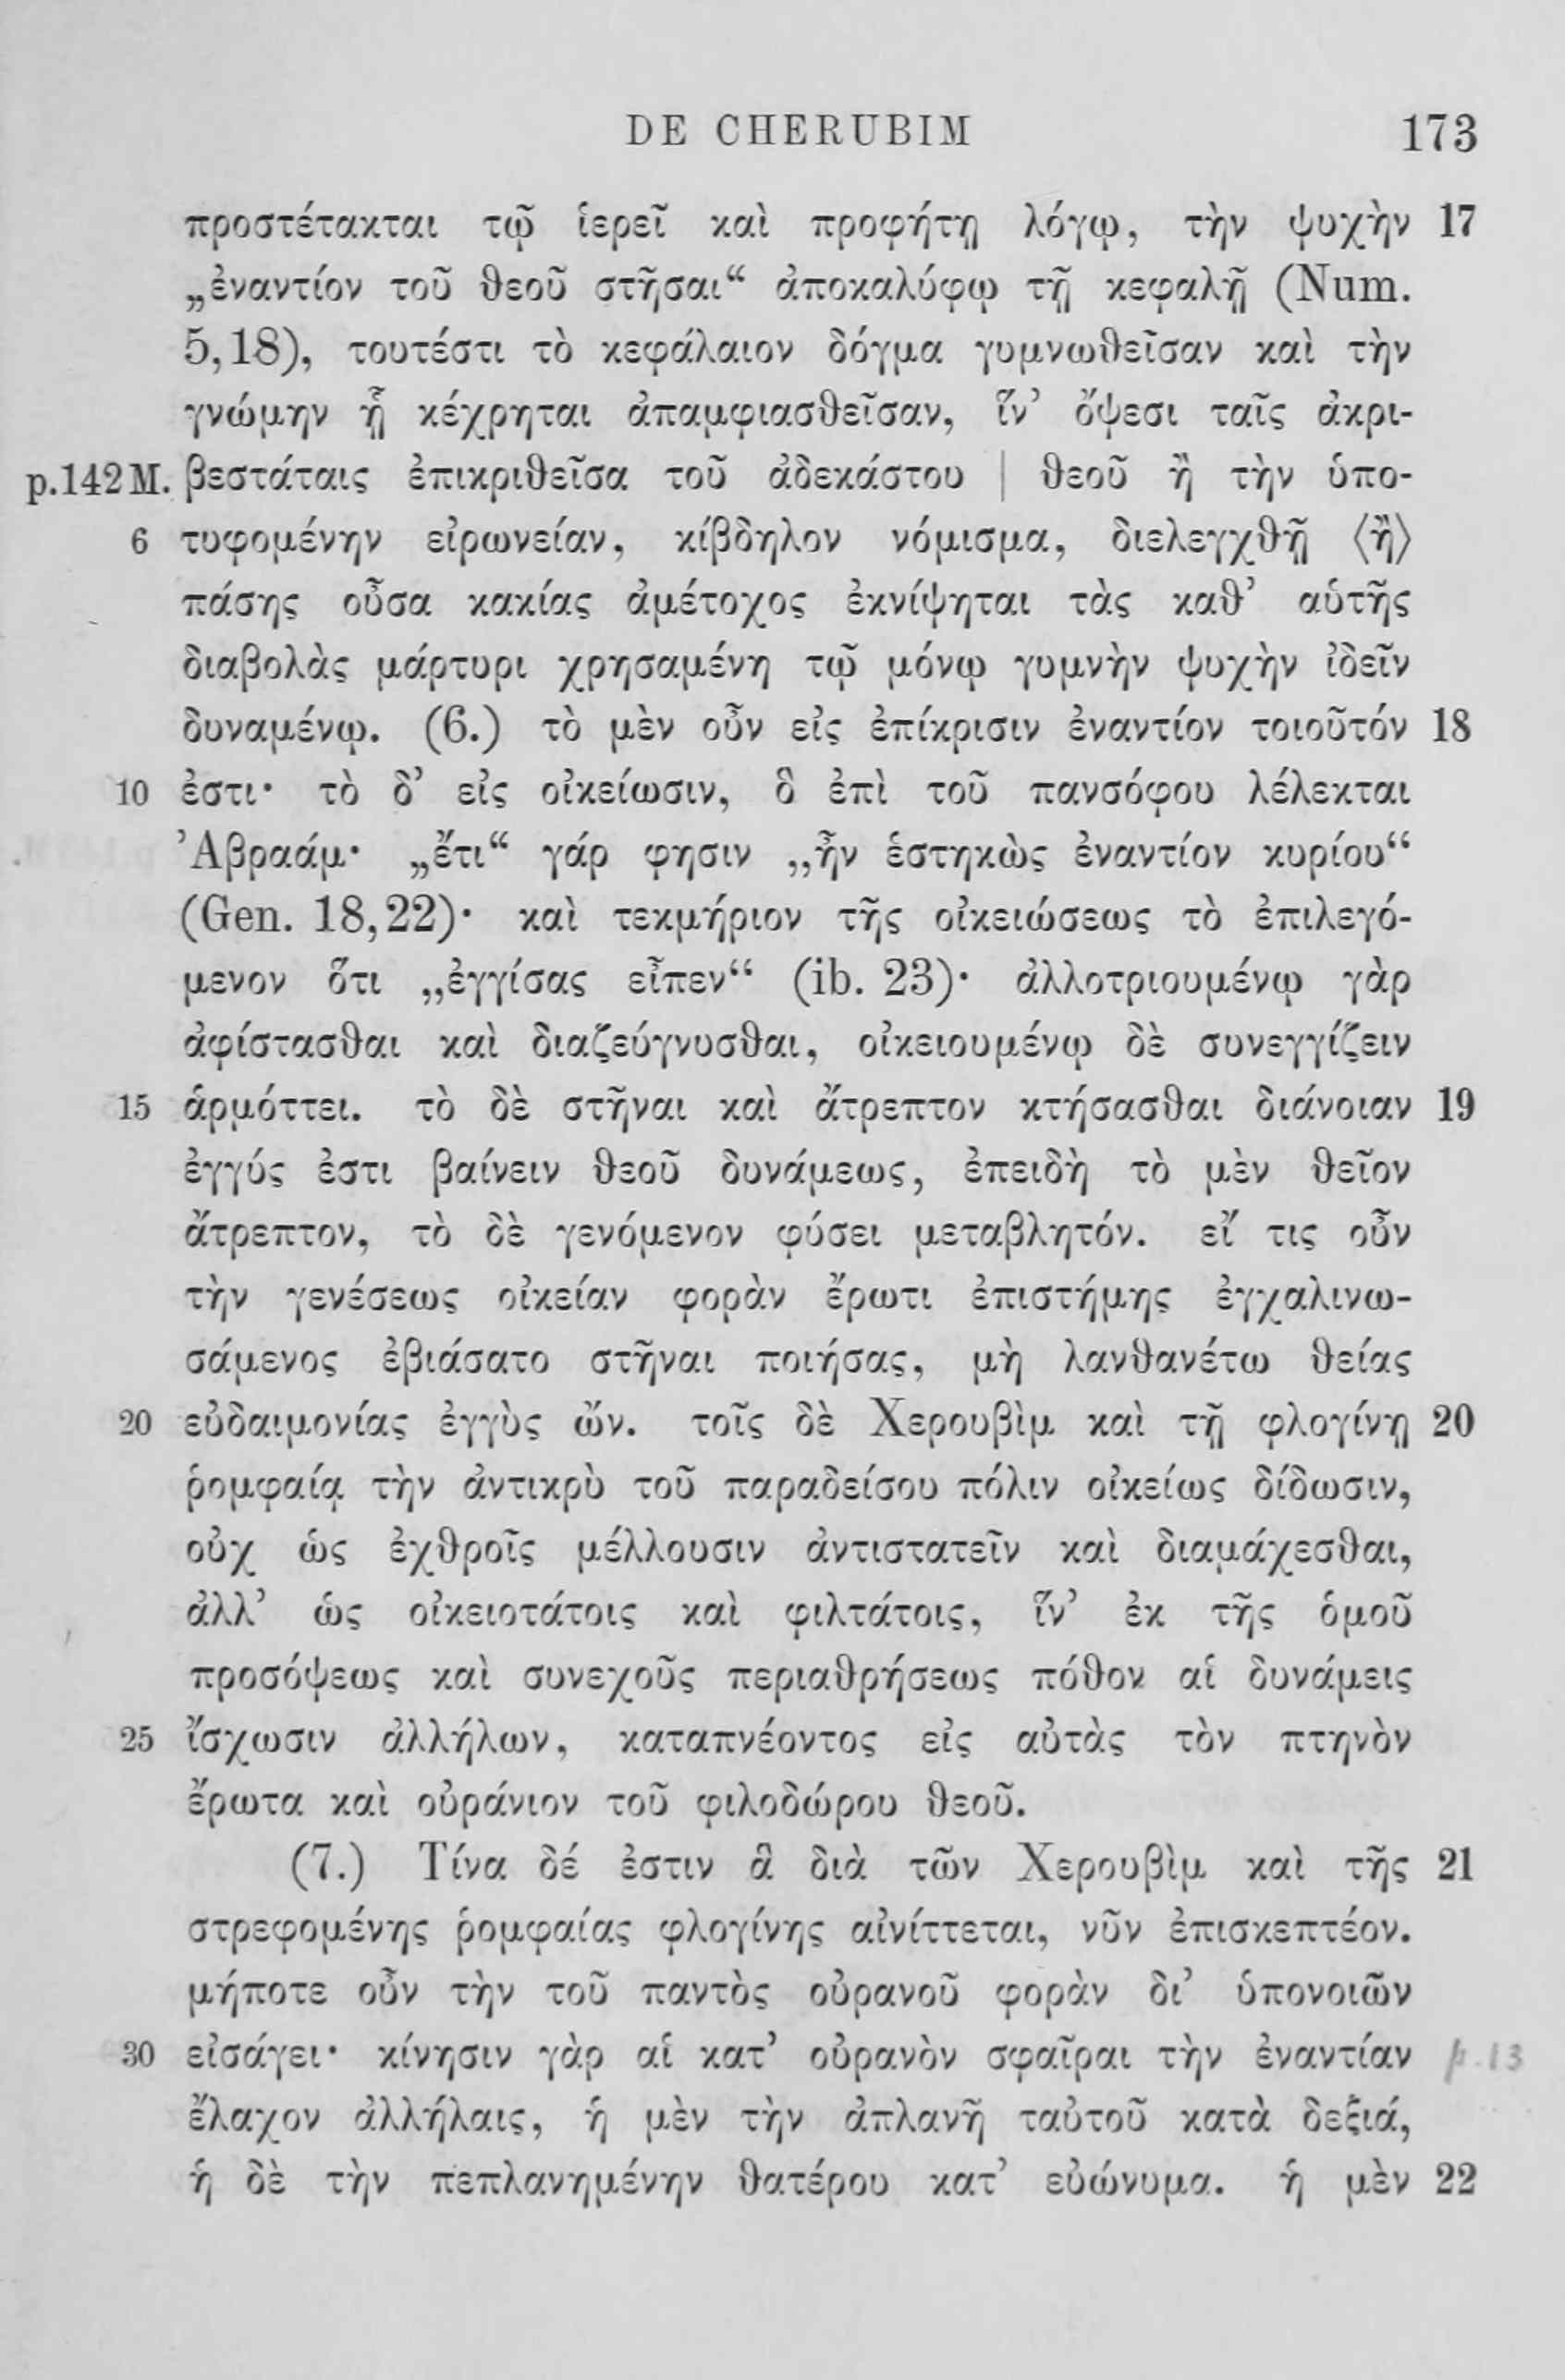 DE CHERUBIM 173
προστέτακται τῷ ἱερεῖ καὶ προφήτῃ λόγῳ, τὴν ψυχὴν 17
„ἐναντίον τοῦ θεοῦ στῆσαι“ ἀποκαλύφῳ τῇ κεφαλῇ (Num.
5,18), τουτέστι τὸ κεφάλαιον δόγμα γυμνωθεῖσαν καὶ τὴν
γνώμην ᾗ κέχρηται ἀπαμφιασθεῖσαν, ἵν’ ὄψεσι ταῖς ἀκρι-
p.142 M. βεστάταις ἐπικριθεῖσα τοῦ ἀδεκάστου | θεοῦ ἢ τὴν ὑπο-
6 τυφομένην εἰρωνείαν, κίβδηλον νόμισμα, διελεγχθῇ ⟨ἢ⟩
πάσης οὖσα κακίας ἀμέτοχος ἐκνίψηται τὰς καθ’ αὑτῆς
διαβολὰς μάρτυρι χρησαμένη τῷ μόνῳ γυμνὴν ψυχὴν ἰδεῖν
δυναμένῳ. (6.) τὸ μὲν οὖν εἰς ἐπίκρισιν ἐναντίον τοιοῦτόν 18
10 ἐστι· τὸ δ’ εἰς οἰκείωσιν, ὃ ἐπὶ τοῦ πανσόφου λέλεκται
Ἀβραάμ· „ἔτι“ γάρ φησιν „ἦν ἑστηκὼς ἐναντίον κυρίου“
(Gen. 18,22)· καὶ τεκμήριον τῆς οἰκειώσεως τὸ ἐπιλεγό-
μενον ὅτι „ἐγγίσας εἶπεν“ (ib. 23)· ἀλλοτριουμένῳ γὰρ
ἀφίστασθαι καὶ διαζεύγνυσθαι, οἰκειουμένῳ δὲ συνεγγίζειν
15 ἁρμόττει. τὸ δὲ στῆναι καὶ ἄτρεπτον κτήσασθαι διάνοιαν 19
ἐγγύς ἐστι βαίνειν θεοῦ δυνάμεως, ἐπειδὴ τὸ μὲν θεῖον
ἄτρεπτον, τὸ δὲ γενόμενον φύσει μεταβλητόν. εἴ τις οὖν
τὴν γενέσεως οἰκείαν φορὰν ἔρωτι ἐπιστήμης ἐγχαλινω-
σάμενος ἐβιάσατο στῆναι ποιήσας, μὴ λανθανέτω θείας
20 εὐδαιμονίας ἐγγὺς ὤν. τοῖς δὲ Χερουβὶμ καὶ τῇ φλογίνῃ 20
ῥομφαίᾳ τὴν ἀντικρὺ τοῦ παραδείσου πόλιν οἰκείως δίδωσιν,
οὐχ ὡς ἐχθροῖς μέλλουσιν ἀντιστατεῖν καὶ διαμάχεσθαι,
ἀλλ’ ὡς οἰκειοτάτοις καὶ φιλτάτοις, ἵν’ ἐκ τῆς ὁμοῦ
προσόψεως καὶ συνεχοῦς περιαθρήσεως πόθον αἱ δυνάμεις
25 ἴσχωσιν ἀλλήλων, καταπνέοντος εἰς αὐτὰς τὸν πτηνὸν
ἔρωτα καὶ οὐράνιον τοῦ φιλοδώρου θεοῦ.
(7.) Τίνα δέ ἐστιν ἃ διὰ τῶν Χερουβὶμ καὶ τῆς 21
στρεφομένης ῥομφαίας φλογίνης αἰνίττεται, νῦν ἐπισκεπτέον.
μήποτε οὖν τὴν τοῦ παντὸς οὐρανοῦ φορὰν δι’ ὑπονοιῶν
30 εἰσάγει· κίνησιν γὰρ αἱ κατ’ οὐρανὸν σφαῖραι τὴν ἐναντίαν p.13
ἔλαχον ἀλλήλαις, ἡ μὲν τὴν ἀπλανῆ ταὐτοῦ κατὰ δεξιά,
ἡ δὲ τὴν πεπλανημένην θατέρου κατ’ εὐώνυμα. ἡ μὲν 22